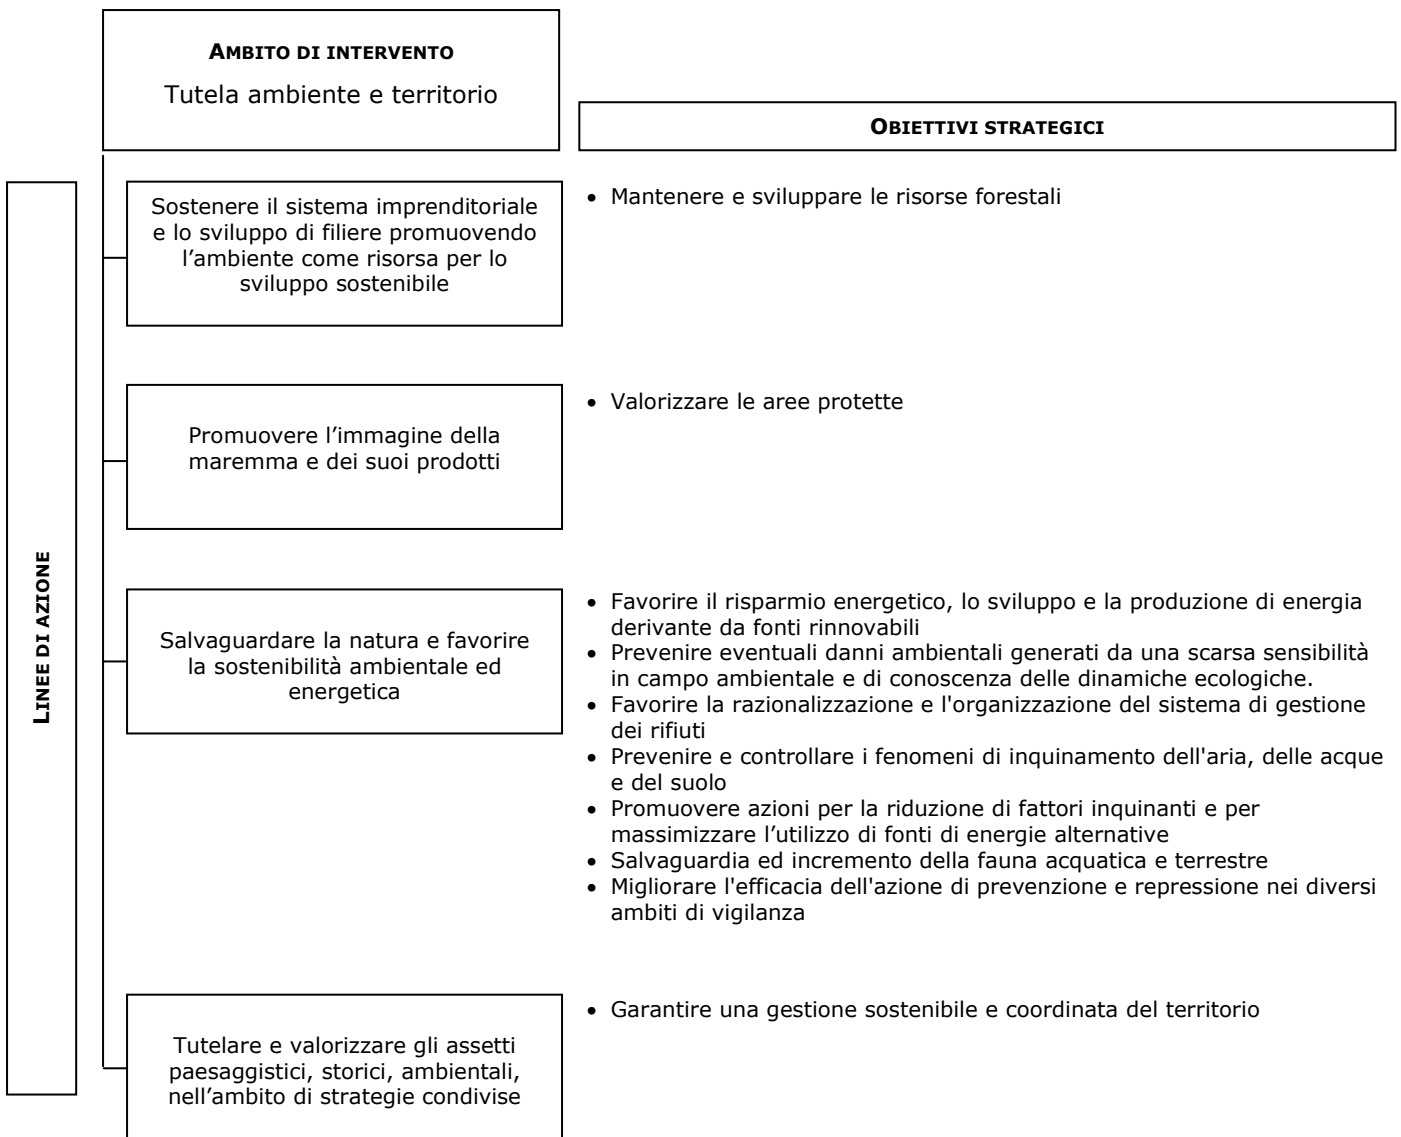 AMBITO DI INTERVENTO
Tutela ambiente e territorio
OBIETTIVI STRATEGICI
LINEE DI AZIONE
Sostenere il sistema imprenditoriale
e lo sviluppo di filiere promuovendo
l’ambiente come risorsa per lo
sviluppo sostenibile
• Mantenere e sviluppare le risorse forestali
Promuovere l’immagine della
maremma e dei suoi prodotti
• Valorizzare le aree protette
Salvaguardare la natura e favorire
la sostenibilità ambientale ed
energetica
• Favorire il risparmio energetico, lo sviluppo e la produzione di energia
derivante da fonti rinnovabili
• Prevenire eventuali danni ambientali generati da una scarsa sensibilità
in campo ambientale e di conoscenza delle dinamiche ecologiche.
• Favorire la razionalizzazione e l'organizzazione del sistema di gestione
dei rifiuti
• Prevenire e controllare i fenomeni di inquinamento dell'aria, delle acque
e del suolo
• Promuovere azioni per la riduzione di fattori inquinanti e per
massimizzare l’utilizzo di fonti di energie alternative
• Salvaguardia ed incremento della fauna acquatica e terrestre
• Migliorare l'efficacia dell'azione di prevenzione e repressione nei diversi
ambiti di vigilanza
Tutelare e valorizzare gli assetti
paesaggistici, storici, ambientali,
nell’ambito di strategie condivise
• Garantire una gestione sostenibile e coordinata del territorio